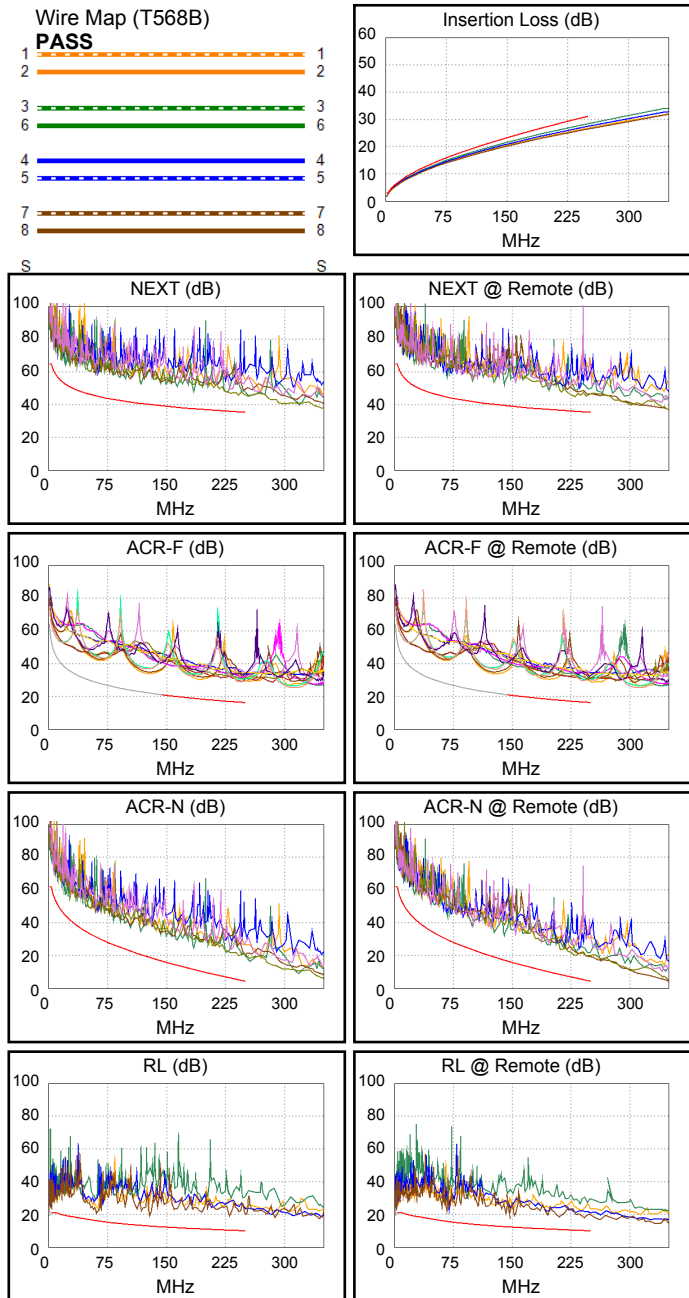 Wire Map (T568B)
PASS
1 1
2 2
3 3
6 6
4 4
5 5
7 7
8 8
S S
Insertion Loss (dB)
60
50
40
30
20
10
0
0 75 150 225 300
MHz
NEXT (dB)
100
80
60
40
20
0
0 75 150 225 300
MHz
NEXT @ Remote (dB)
100
80
60
40
20
0
0 75 150 225 300
MHz
ACR-F (dB)
100
80
60
40
20
0
0 75 150 225 300
MHz
ACR-F @ Remote (dB)
100
80
60
40
20
0
0 75 150 225 300
MHz
ACR-N (dB)
100
80
60
40
20
0
0 75 150 225 300
MHz
ACR-N @ Remote (dB)
100
80
60
40
20
0
0 75 150 225 300
MHz
RL (dB)
100
80
60
40
20
0
0 75 150 225 300
MHz
RL @ Remote (dB)
100
80
60
40
20
0
0 75 150 225 300
MHz